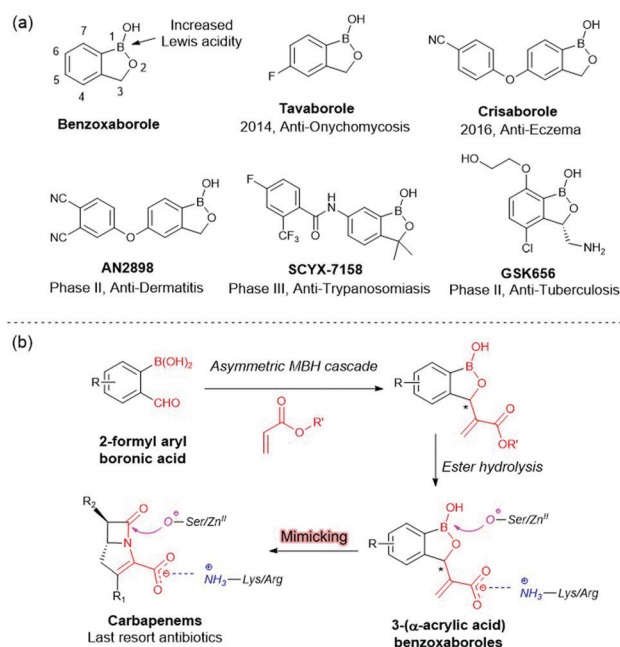 (a)
OH
B
O
1
2
3
4
5
6
7
Increased
Lewis acidity
Benzoxaborole
OH
B
O
F
Tavaborole
2014, Anti-Onychomycosis
NC
O
OH
B
O
Crisaborole
2016, Anti-Eczema
NC
NC
O
OH
B
O
AN2898
Phase II, Anti-Dermatitis
F
CF3
O
H
N
OH
B
O
SCYX-7158
Phase III, Anti-Trypanosomiasis
HO
O
OH
B
O
Cl
NH2
GSK656
Phase II, Anti-Tuberculosis
(b)
R
B(OH)2
CHO
2-formyl aryl
boronic acid
Asymmetric MBH cascade
O
O
R'
OH
B
O
R
*
O
OR'
Ester hydrolysis
R2
O
N
R1
O
O
⊖
⊖
O
Ser/ZnII
⊕
NH3
Lys/Arg
Carbapenems
Last resort antibiotics
Mimicking
OH
B
O
R
*
O
O
⊖
⊖
O
Ser/ZnII
⊕
NH3
Lys/Arg
3-(α-acrylic acid)
benzoxaboroles